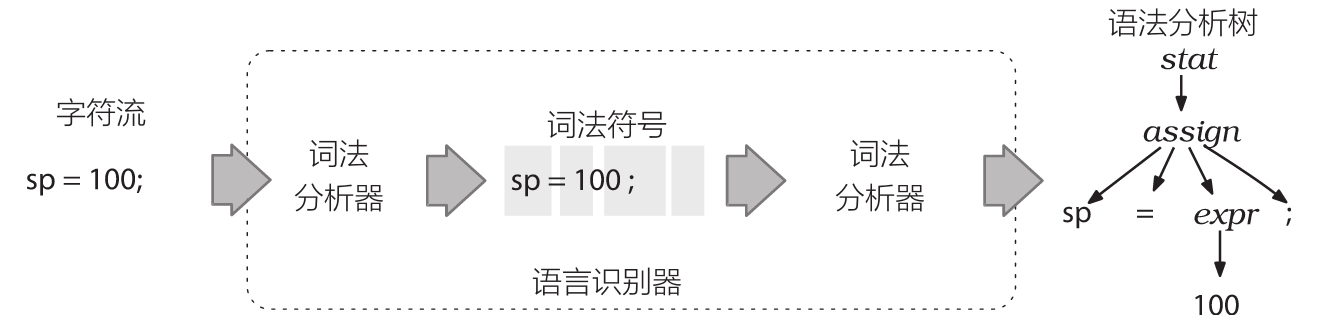 字符流
sp = 100;
词法
分析器
词法符号
sp = 100 ;
词法
分析器
语言识别器
语法分析树
stat
assign
sp = expr ;
100